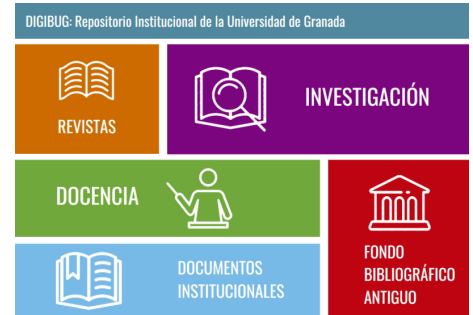 DIGIBUG: Repositorio Institucional de la Universidad de Granada
REVISTAS
INVESTIGACIÓN
DOCENCIA
DOCUMENTOS
INSTITUCIONALES
FONDO
BIBLIOGRÁFICO
ANTIGUO